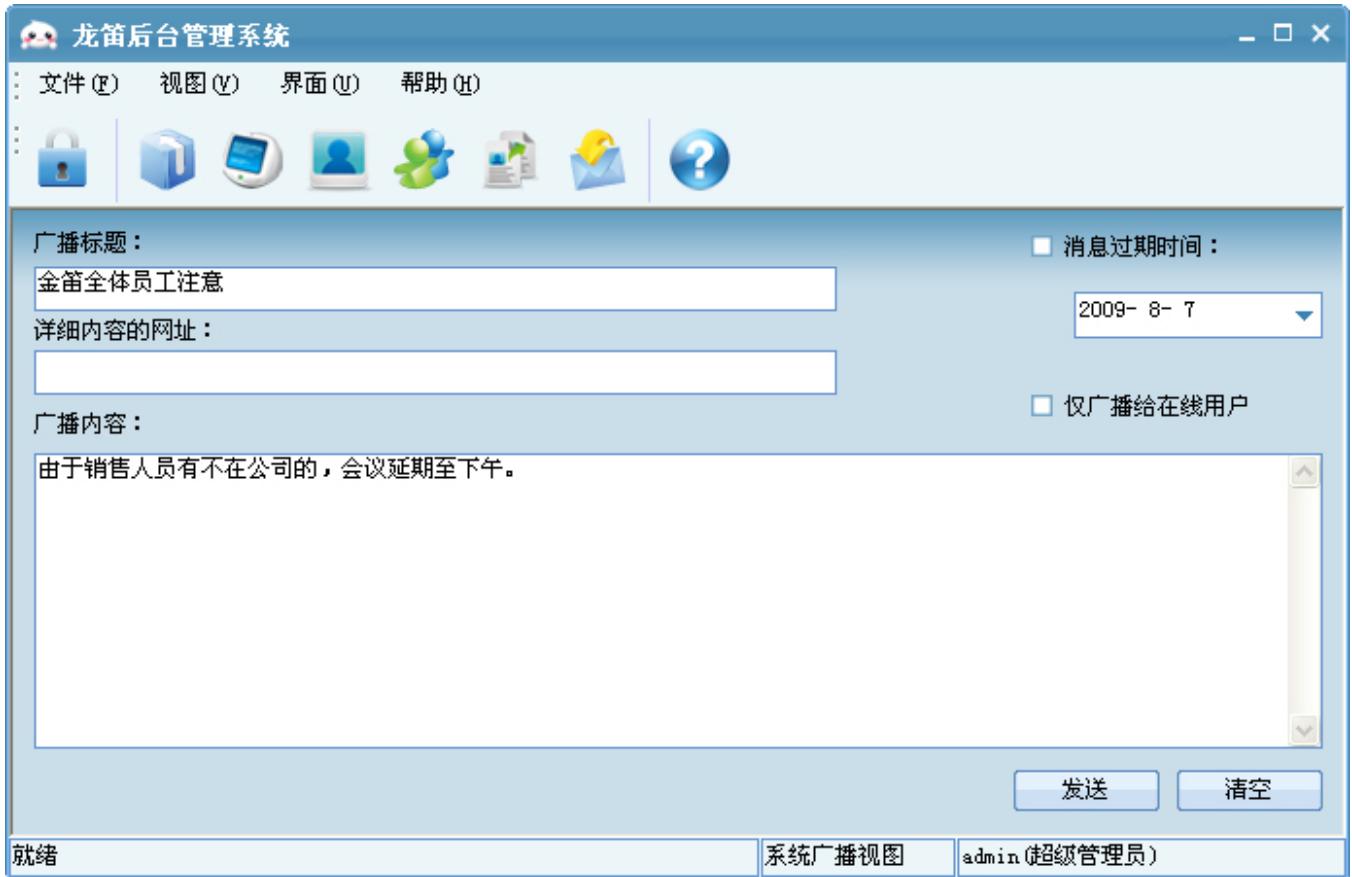 龙笛后台管理系统
文件(F) 视图(V) 界面(U) 帮助(H)
广播标题：
消息过期时间：
金笛全体员工注意
2009- 8- 7
详细内容的网址：
仅广播给在线用户
广播内容：
由于销售人员有不在公司的，会议延期至下午。
发送 清空
就绪 系统广播视图 admin(超级管理员)